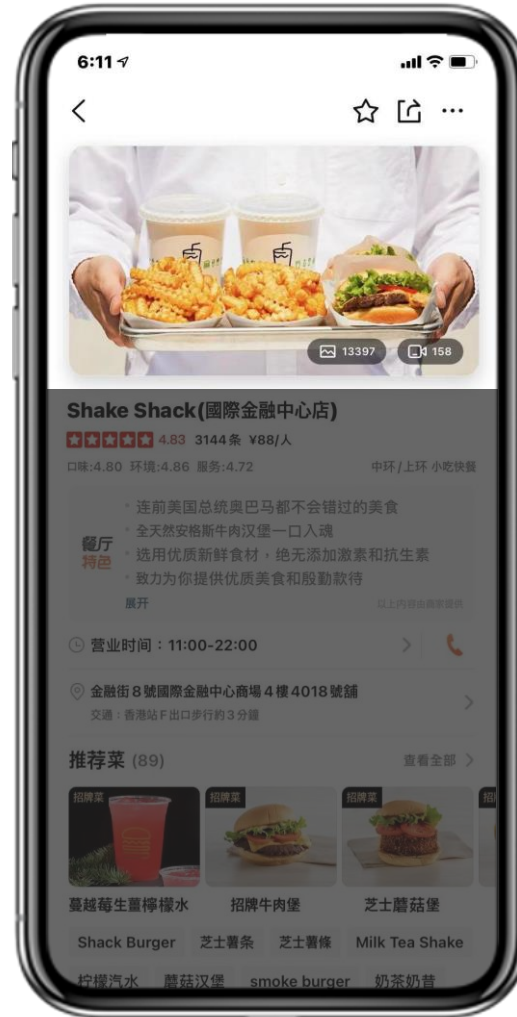 6:11
13397 158
Shake Shack(國際金融中心店)
4.83 3144条 ¥88/人
口味:4.80 环境:4.86 服务:4.72 中环/上环 小吃快餐
餐厅
特色
* 连前美国总统奥巴马都不会错过的美食
* 全天然安格斯牛肉汉堡一口入魂
* 选用优质新鲜食材，绝无添加激素和抗生素
* 致力为你提供优质美食和殷勤款待
展开 以上内容由商家提供
营业时间：11:00-22:00
金融街8號國際金融中心商場4樓4018號舖
交通：香港站F出口步行約3分鐘
推荐菜 (89) 查看全部
招牌菜 招牌菜 招牌菜 招
蔓越莓生薑檸檬水 招牌牛肉堡 芝士蘑菇堡
Shack Burger 芝士薯条 芝士薯條 Milk Tea Shake
柠檬汽水 蘑菇汉堡 smoke burger 奶茶奶昔